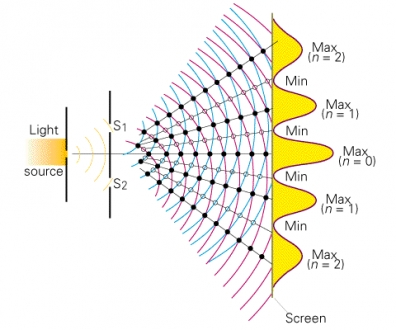 Max
(n = 2)
Min
S1
Max
(n = 1)
Light
Min
Max
(n = 0)
source
Min
S2
Max
(n = 1)
Min
Max
(n = 2)
Screen